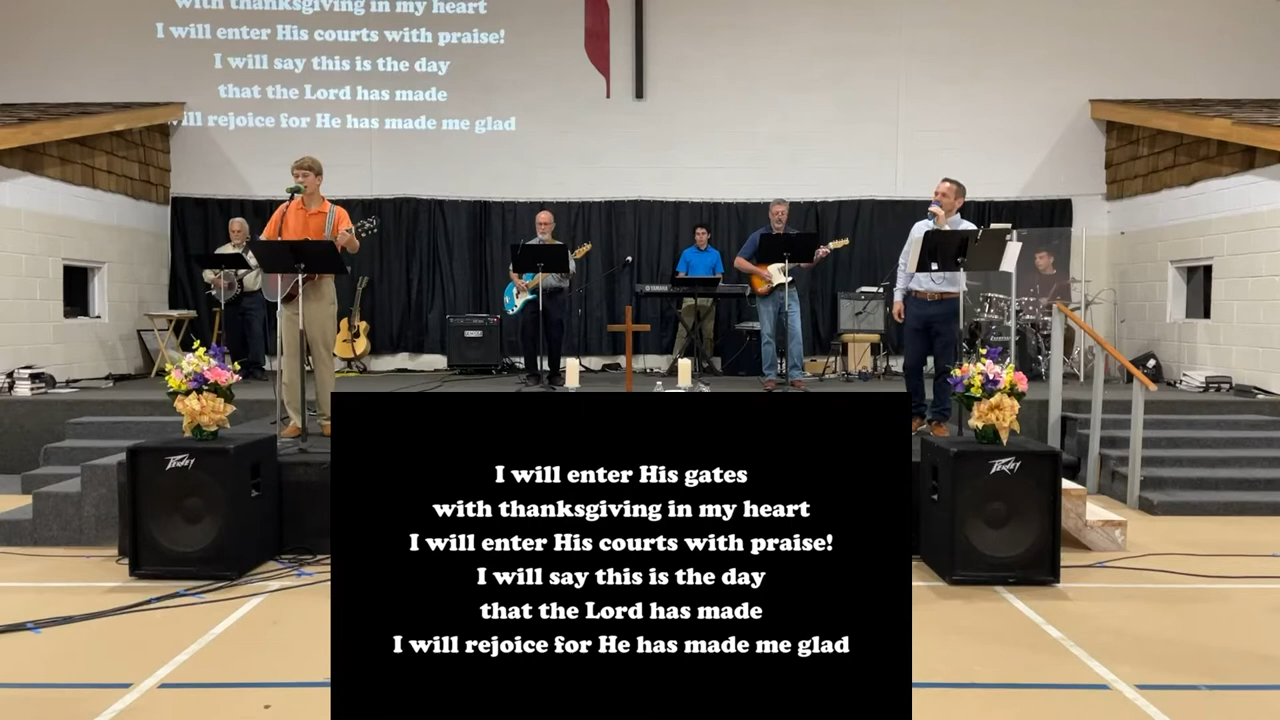 with thanksgiving in my heart
I will enter His courts with praise!
I will say this is the day
that the Lord has made
will rejoice for He has made me glad
YAMAHA
PEAVEY
PEAVEY
I will enter His gates
with thanksgiving in my heart
I will enter His courts with praise!
I will say this is the day
that the Lord has made
I will rejoice for He has made me glad